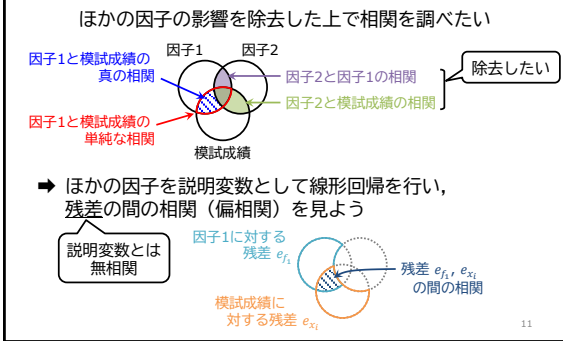 ほかの因子の影響を除去した上で相関を調べたい
因子1と模試成績の
真の相関
因子1
因子2
因子2と因子1の相関
因子2と模試成績の相関
除去したい
因子1と模試成績の
単純な相関
模試成績
➡ ほかの因子を説明変数として線形回帰を行い,
残差の間の相関（偏相関）を見よう
説明変数とは
無相関
因子1に対する
残差 e_{f_1}
残差 e_{f_1}, e_{x_i}
の間の相関
模試成績に
対する残差 e_{x_i}
11